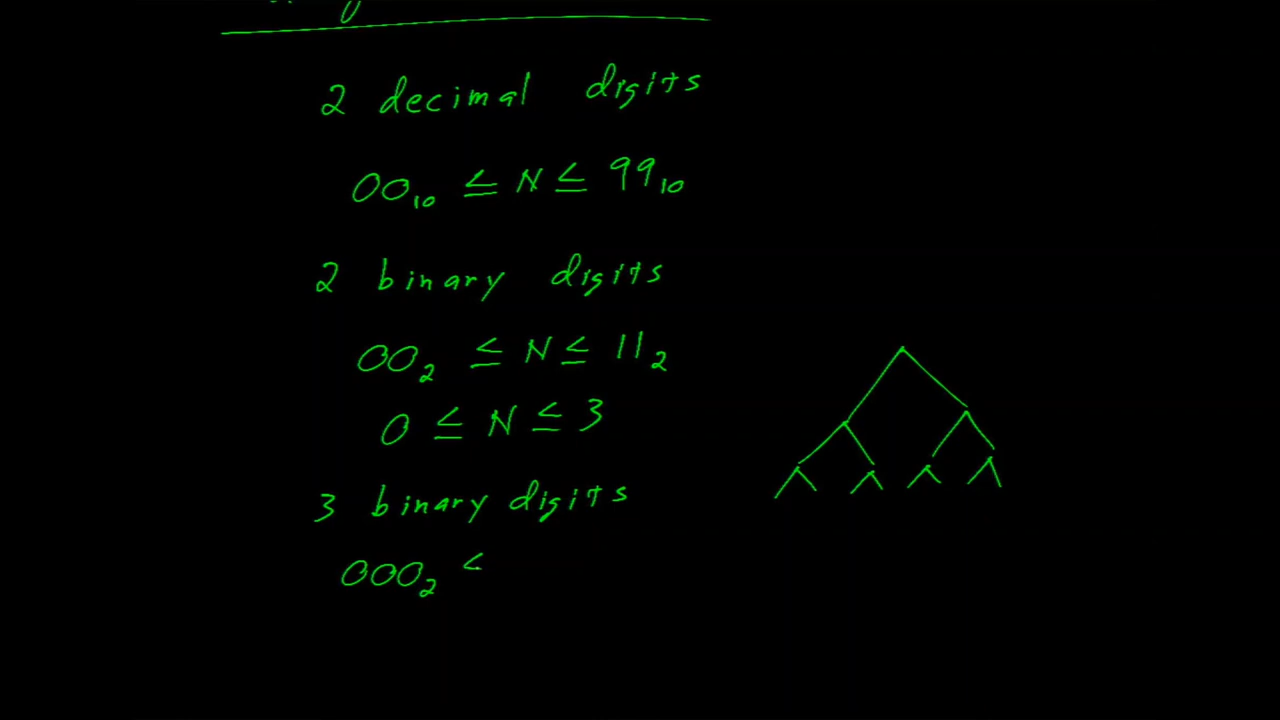 2 decimal digits
00₁₀ ≤ N ≤ 99₁₀
2 binary digits
00₂ ≤ N ≤ 11₂
0 ≤ N ≤ 3
3 binary digits
000₂ <